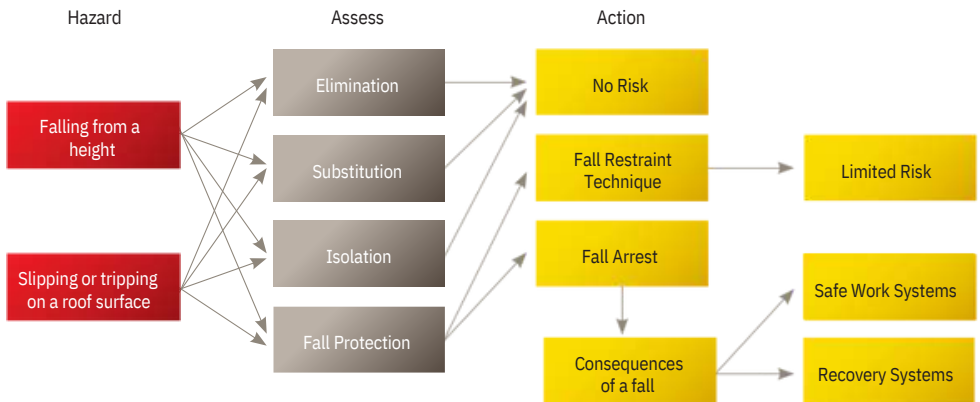 Hazard
Assess
Action
Falling from a
height
Slipping or tripping
on a roof surface
Elimination
Substitution
Isolation
Fall Protection
No Risk
Fall Restraint
Technique
Fall Arrest
Consequences
of a fall
Limited Risk
Safe Work Systems
Recovery Systems